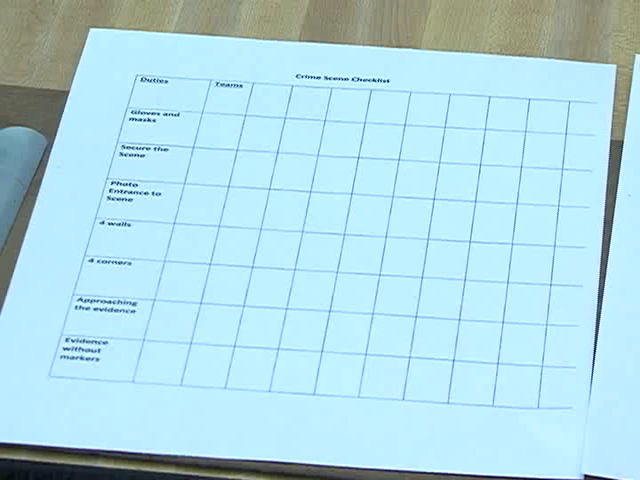 Crime Scene Checklist
Duties Teams
Gloves and
masks
Secure the
Scene
Photo
Entrance to
Scene
4 walls
4 corners
Approaching
the evidence
Evidence
without
markers